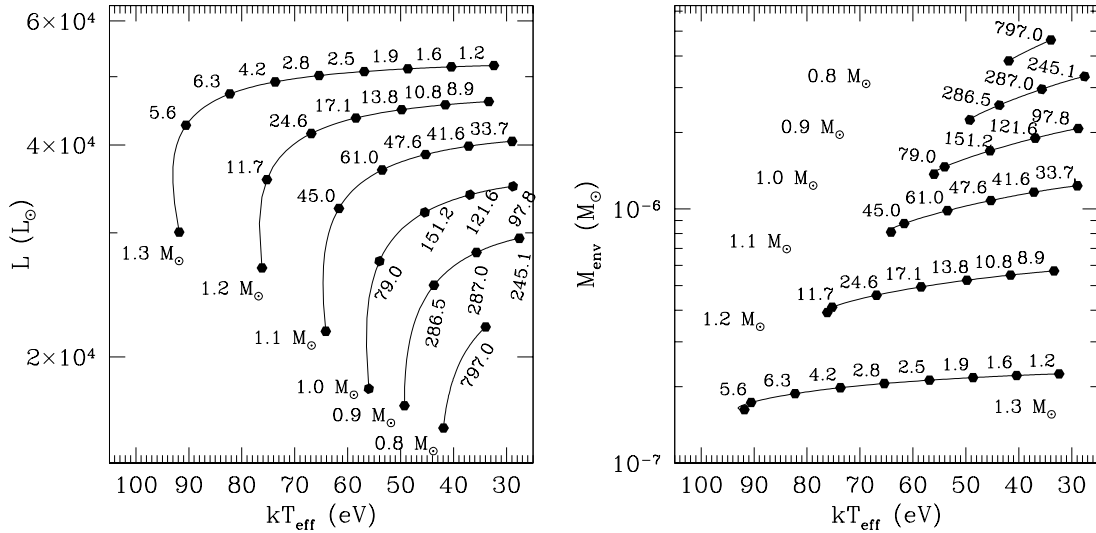 6×10⁴
4×10⁴
2×10⁴
L (L⊙)
5.6 6.3 4.2 2.8 2.5 1.9 1.6 1.2
1.3 M⊙
11.7 24.6 17.1 13.8 10.8 8.9
1.2 M⊙
45.0 61.0 47.6 41.6 33.7
1.1 M⊙
79.0 151.2 121.6 97.8
1.0 M⊙
286.5 287.0 245.1
0.9 M⊙
797.0
0.8 M⊙
100 90 80 70 60 50 40 30
kT_eff (eV)
10⁻⁶
10⁻⁷
M_env (M⊙)
797.0
0.8 M⊙
286.5 287.0 245.1
0.9 M⊙
79.0 151.2 121.6 97.8
1.0 M⊙
45.0 61.0 47.6 41.6 33.7
1.1 M⊙
11.7 24.6 17.1 13.8 10.8 8.9
1.2 M⊙
5.6 6.3 4.2 2.8 2.5 1.9 1.6 1.2
1.3 M⊙
100 90 80 70 60 50 40 30
kT_eff (eV)